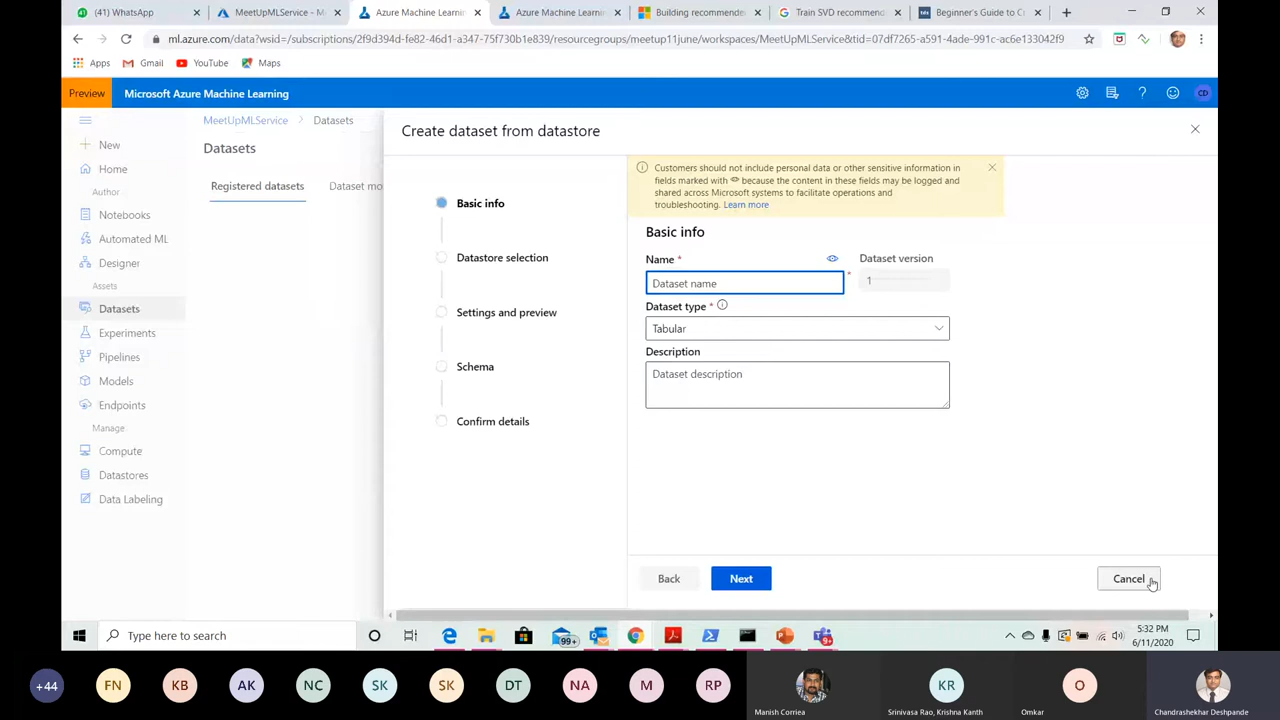 (41) WhatsApp
MeetUpMLService - M
Azure Machine Learnin
Azure Machine Learnin
Building recommende
Train SVD recommend
Beginner's Guide to C
ml.azure.com/data?wsid=/subscriptions/2f9d394d-fe82-46d1-a347-75f730b1e839/resourcegroups/meetup11june/workspaces/MeetUpMLService&tid=07df7265-a591-4ade-991c-ac6e133042f9
Apps
Gmail
YouTube
Maps
Preview
Microsoft Azure Machine Learning
CD
MeetUpMLService > Datasets
Datasets
Registered datasets
Dataset mo
New
Home
Author
Notebooks
Automated ML
Designer
Assets
Datasets
Experiments
Pipelines
Models
Endpoints
Manage
Compute
Datastores
Data Labeling
Create dataset from datastore
Basic info
Datastore selection
Settings and preview
Schema
Confirm details
Customers should not include personal data or other sensitive information in
fields marked with because the content in these fields may be logged and
shared across Microsoft systems to facilitate operations and
troubleshooting. Learn more
Basic info
Name *
Dataset version
Dataset name
*
1
Dataset type *
Tabular
Description
Dataset description
Back
Next
Cancel
Type here to search
99+
9+
5:32 PM
6/11/2020
+44
FN
KB
AK
NC
SK
SK
DT
NA
M
RP
KR
O
Manish Corriea
Srinivasa Rao, Krishna Kanth
Omkar
Chandrashekhar Deshpande